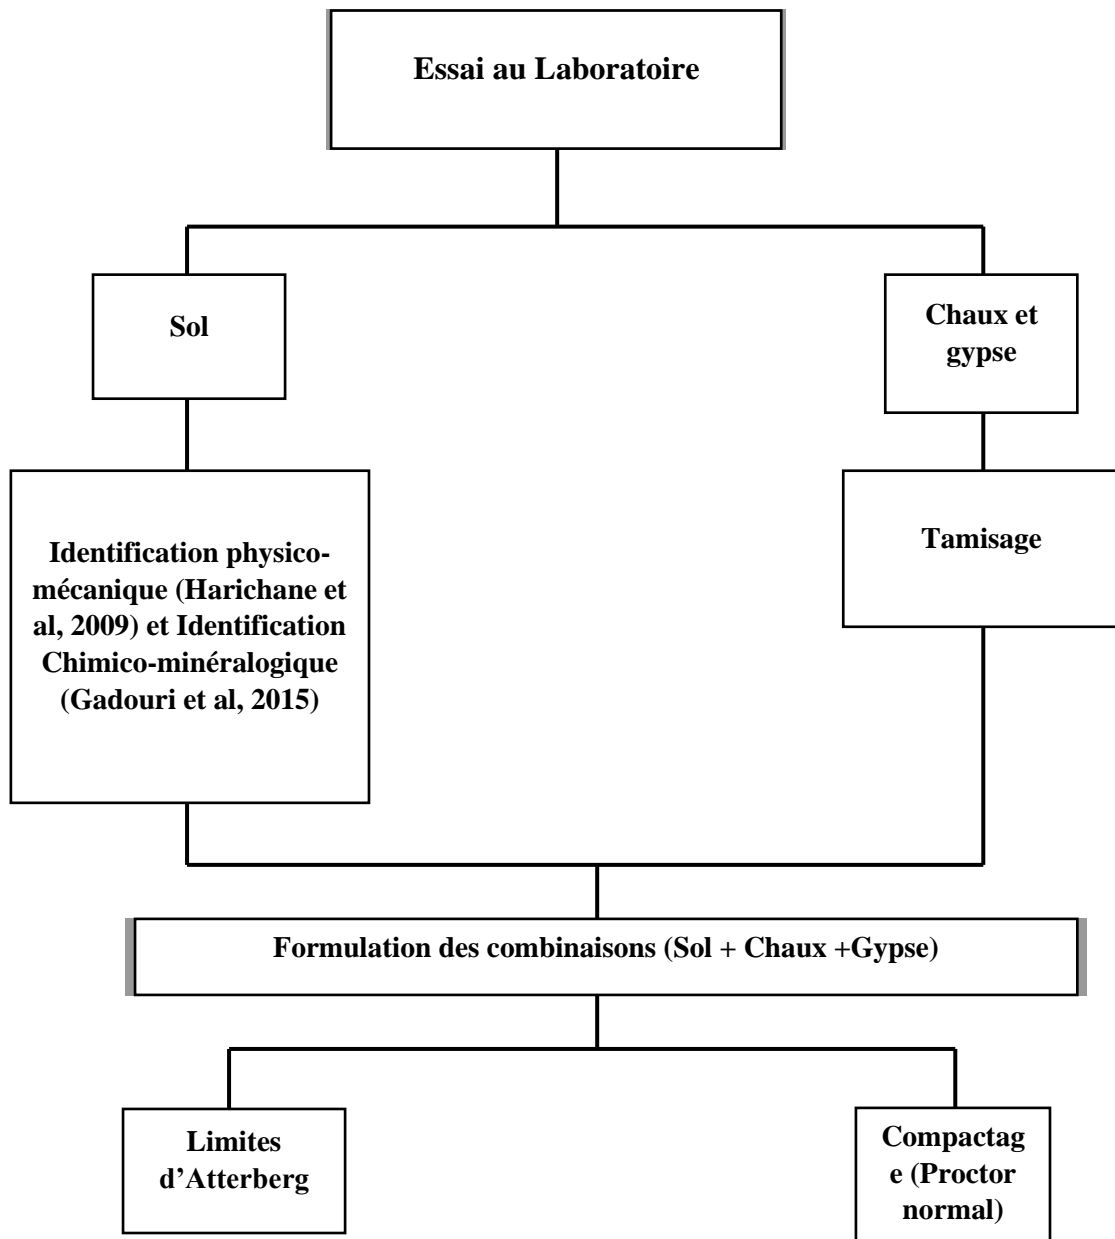 Essai au Laboratoire
Sol
Chaux et
gypse
Identification physico-
mécanique (Harichane et
al, 2009) et Identification
Chimico-minéralogique
(Gadouri et al, 2015)
Tamisage
Formulation des combinaisons (Sol + Chaux +Gypse)
Limites
d’Atterberg
Compactag
e (Proctor
normal)